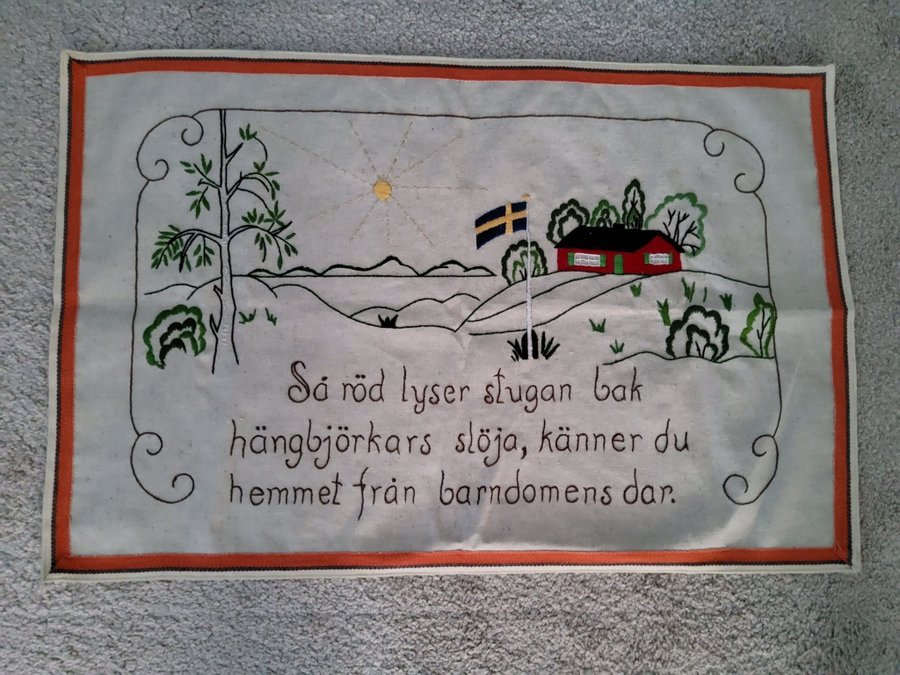 Så röd lyser stugan bak
hängbjörkars slöja, känner du
hemmet från barndomens dar.